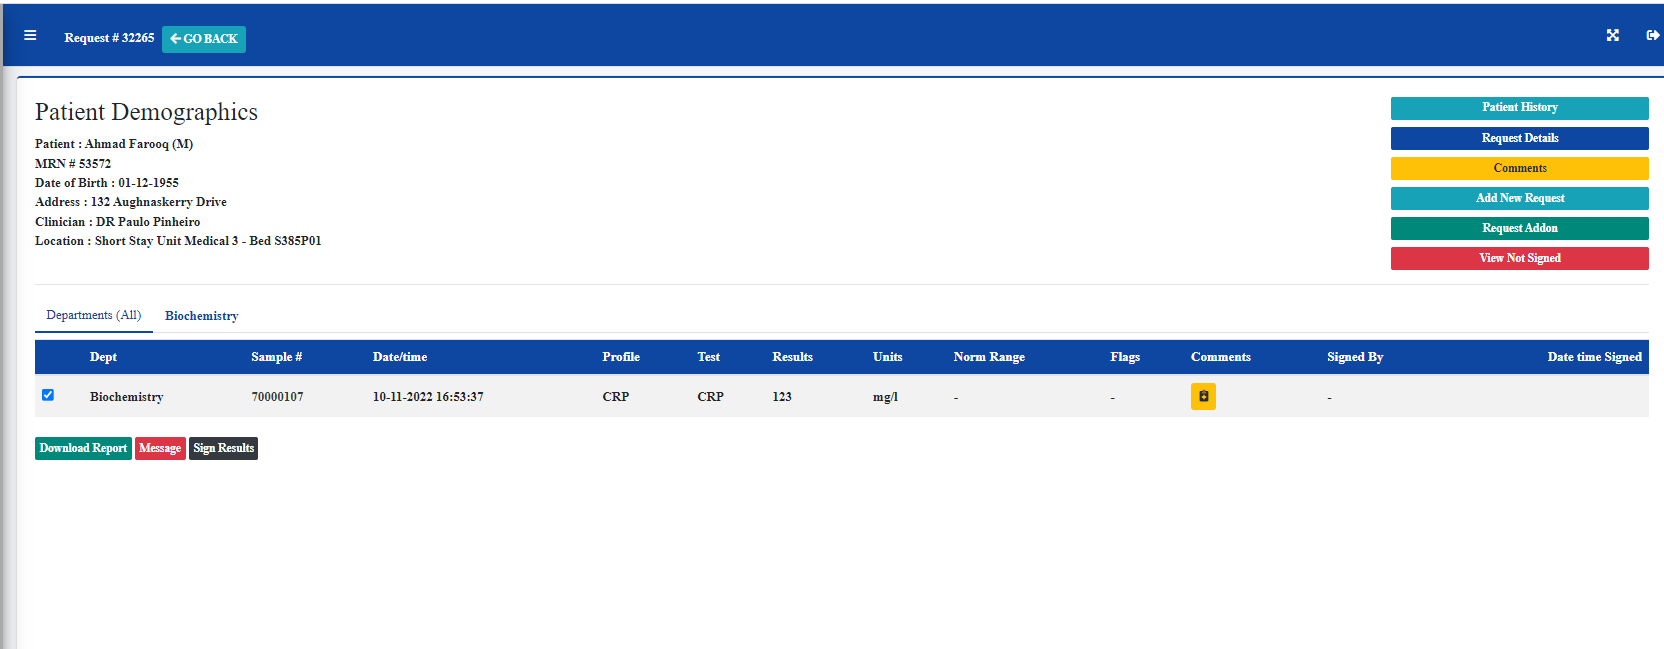 Request # 32265 GO BACK
Patient Demographics
Patient : Ahmad Farooq (M)
MRN # 53572
Date of Birth : 01-12-1955
Address : 132 Aughnaskerry Drive
Clinician : DR Paulo Pinheiro
Location : Short Stay Unit Medical 3 - Bed S385P01
Patient History
Request Details
Comments
Add New Request
Request Addon
View Not Signed
Departments (All) Biochemistry
Dept Sample # Date/time Profile Test Results Units Norm Range Flags Comments Signed By Date time Signed
Biochemistry 70000107 10-11-2022 16:53:37 CRP CRP 123 mg/l - - -
Download Report Message Sign Results